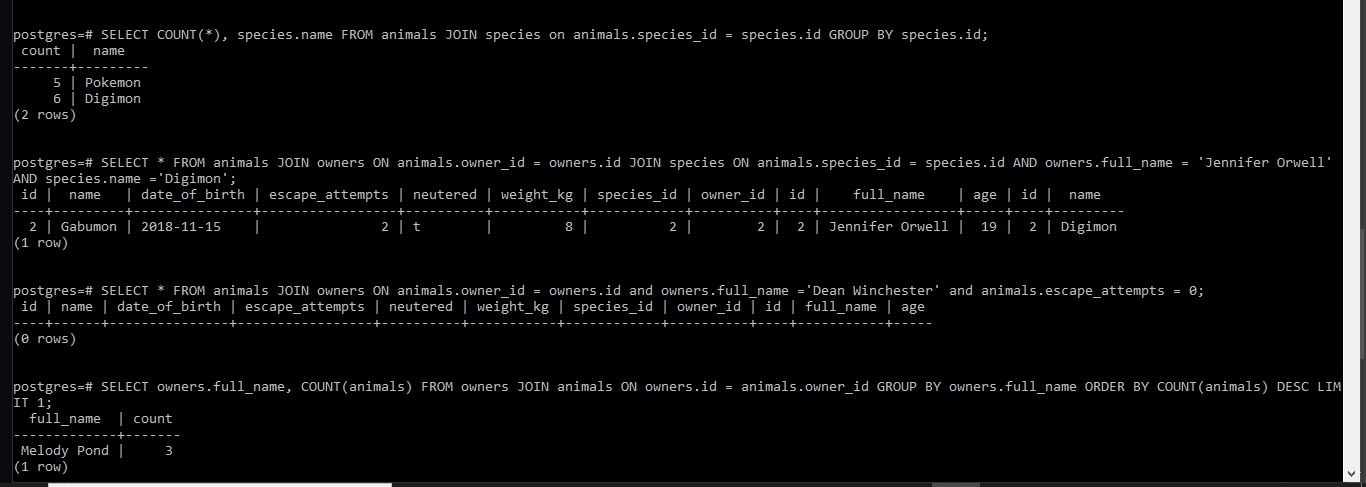 postgres=# SELECT COUNT(*), species.name FROM animals JOIN species on animals.species_id = species.id GROUP BY species.id;
 count |  name
-------+---------
     5 | Pokemon
     6 | Digimon
(2 rows)
postgres=# SELECT * FROM animals JOIN owners ON animals.owner_id = owners.id JOIN species ON animals.species_id = species.id AND owners.full_name = 'Jennifer Orwell'
AND species.name ='Digimon';
 id |  name   | date_of_birth | escape_attempts | neutered | weight_kg | species_id | owner_id | id |    full_name    | age | id |  name
----+---------+---------------+-----------------+----------+-----------+------------+----------+----+-----------------+-----+----+---------
  2 | Gabumon | 2018-11-15    |               2 | t        |         8 |          2 |        2 |  2 | Jennifer Orwell |  19 |  2 | Digimon
(1 row)
postgres=# SELECT * FROM animals JOIN owners ON animals.owner_id = owners.id and owners.full_name ='Dean Winchester' and animals.escape_attempts = 0;
 id | name | date_of_birth | escape_attempts | neutered | weight_kg | species_id | owner_id | id | full_name | age
----+------+---------------+-----------------+----------+-----------+------------+----------+----+-----------+-----
(0 rows)
postgres=# SELECT owners.full_name, COUNT(animals) FROM owners JOIN animals ON owners.id = animals.owner_id GROUP BY owners.full_name ORDER BY COUNT(animals) DESC LIM
IT 1;
  full_name  | count
-------------+-------
 Melody Pond |     3
(1 row)